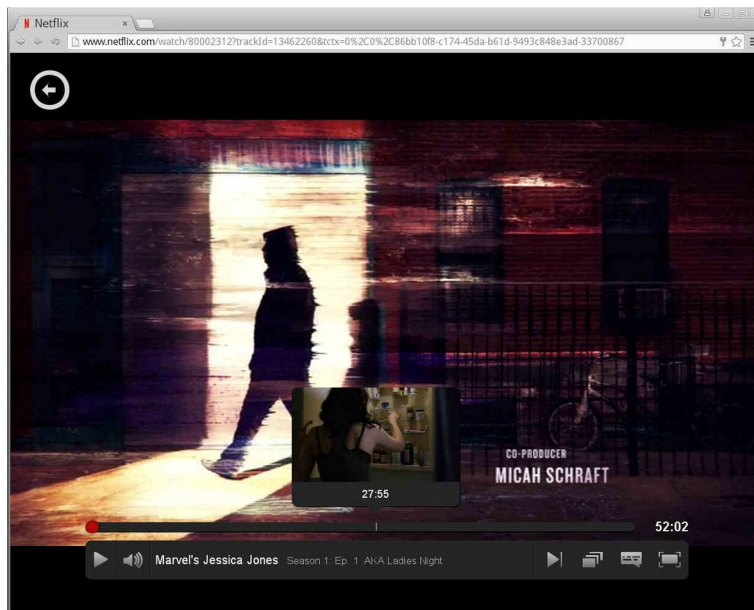 Netflix
www.netflix.com/watch/80002312?trackId=13462260&tctx=0%2C0%2C86bb10f8-c174-45da-b61d-9493c848e3ad-33700867
CO-PRODUCER
MICAH SCHRAFT
27:55
52:02
Marvel's Jessica Jones Season 1: Ep. 1 AKA Ladies Night